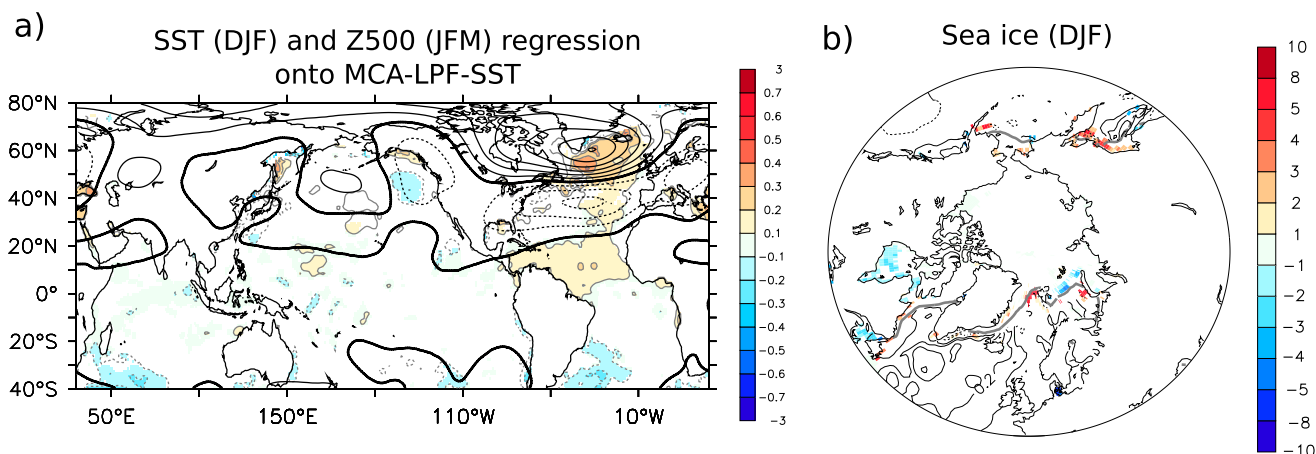 a)
SST (DJF) and Z500 (JFM) regression
onto MCA-LPF-SST
80°N
60°N
40°N
20°N
0°
20°S
40°S
50°E
150°E
110°W
10°W
3
0.7
0.6
0.5
0.4
0.3
0.2
0.1
-0.1
-0.2
-0.3
-0.4
-0.5
-0.6
-0.7
-3
b)
Sea ice (DJF)
10
8
5
4
3
2
1
-1
-2
-3
-4
-5
-8
-10